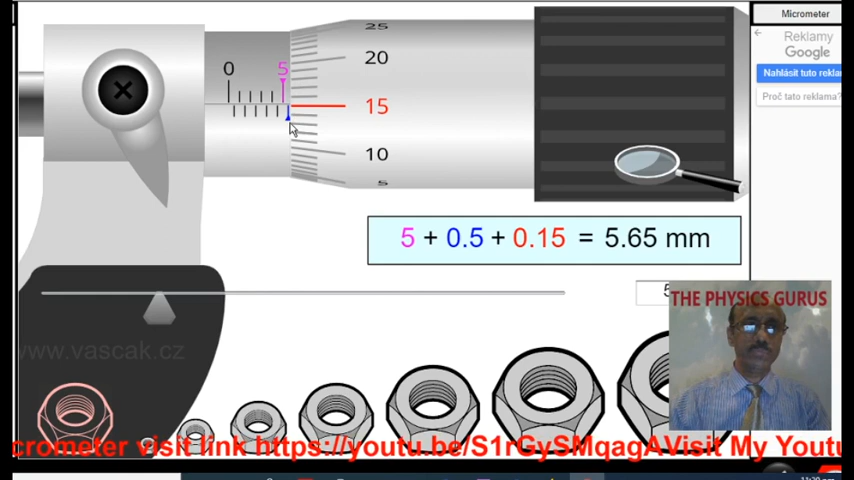 Micrometer
25
20
0
5
15
10
5
Reklamy
Google
Nahlásit tuto rekla
Proč tato reklama?
5 + 0.5 + 0.15 = 5.65 mm
5
THE PHYSICS GURUS
www.vascak.cz
crometer visit link https://youtu.be/S1rGySMqagAVisit My Youtu